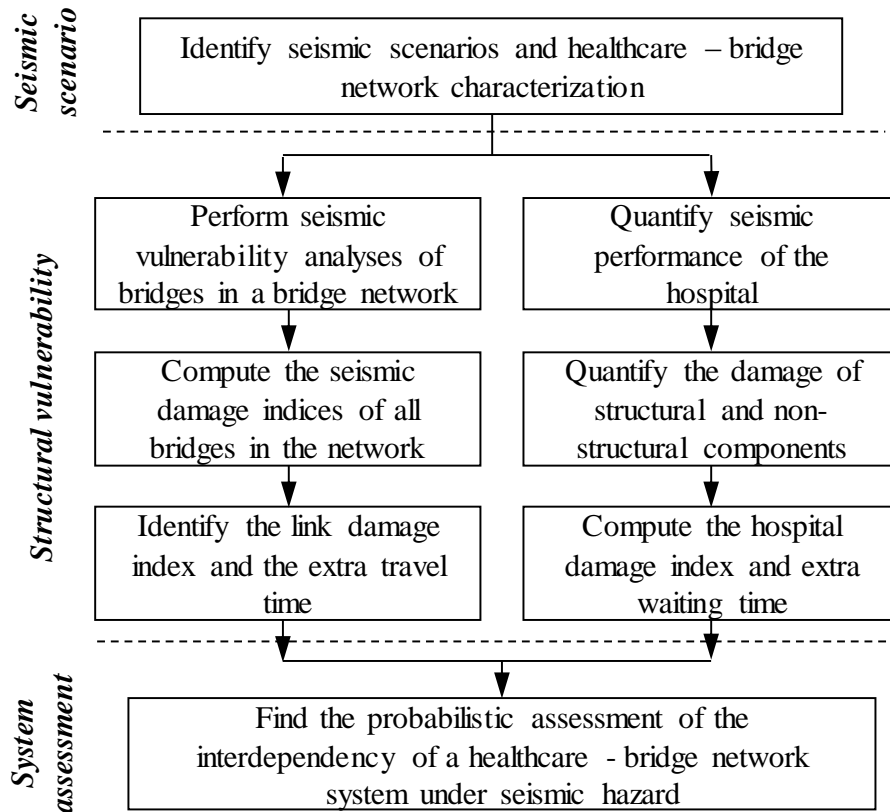 Seismic
scenario
Identify seismic scenarios and healthcare – bridge
network characterization
Structural vulnerability
Perform seismic
vulnerability analyses of
bridges in a bridge network
Quantify seismic
performance of the
hospital
Compute the seismic
damage indices of all
bridges in the network
Quantify the damage of
structural and non-
structural components
Identify the link damage
index and the extra travel
time
Compute the hospital
damage index and extra
waiting time
System
assessment
Find the probabilistic assessment of the
interdependency of a healthcare - bridge network
system under seismic hazard